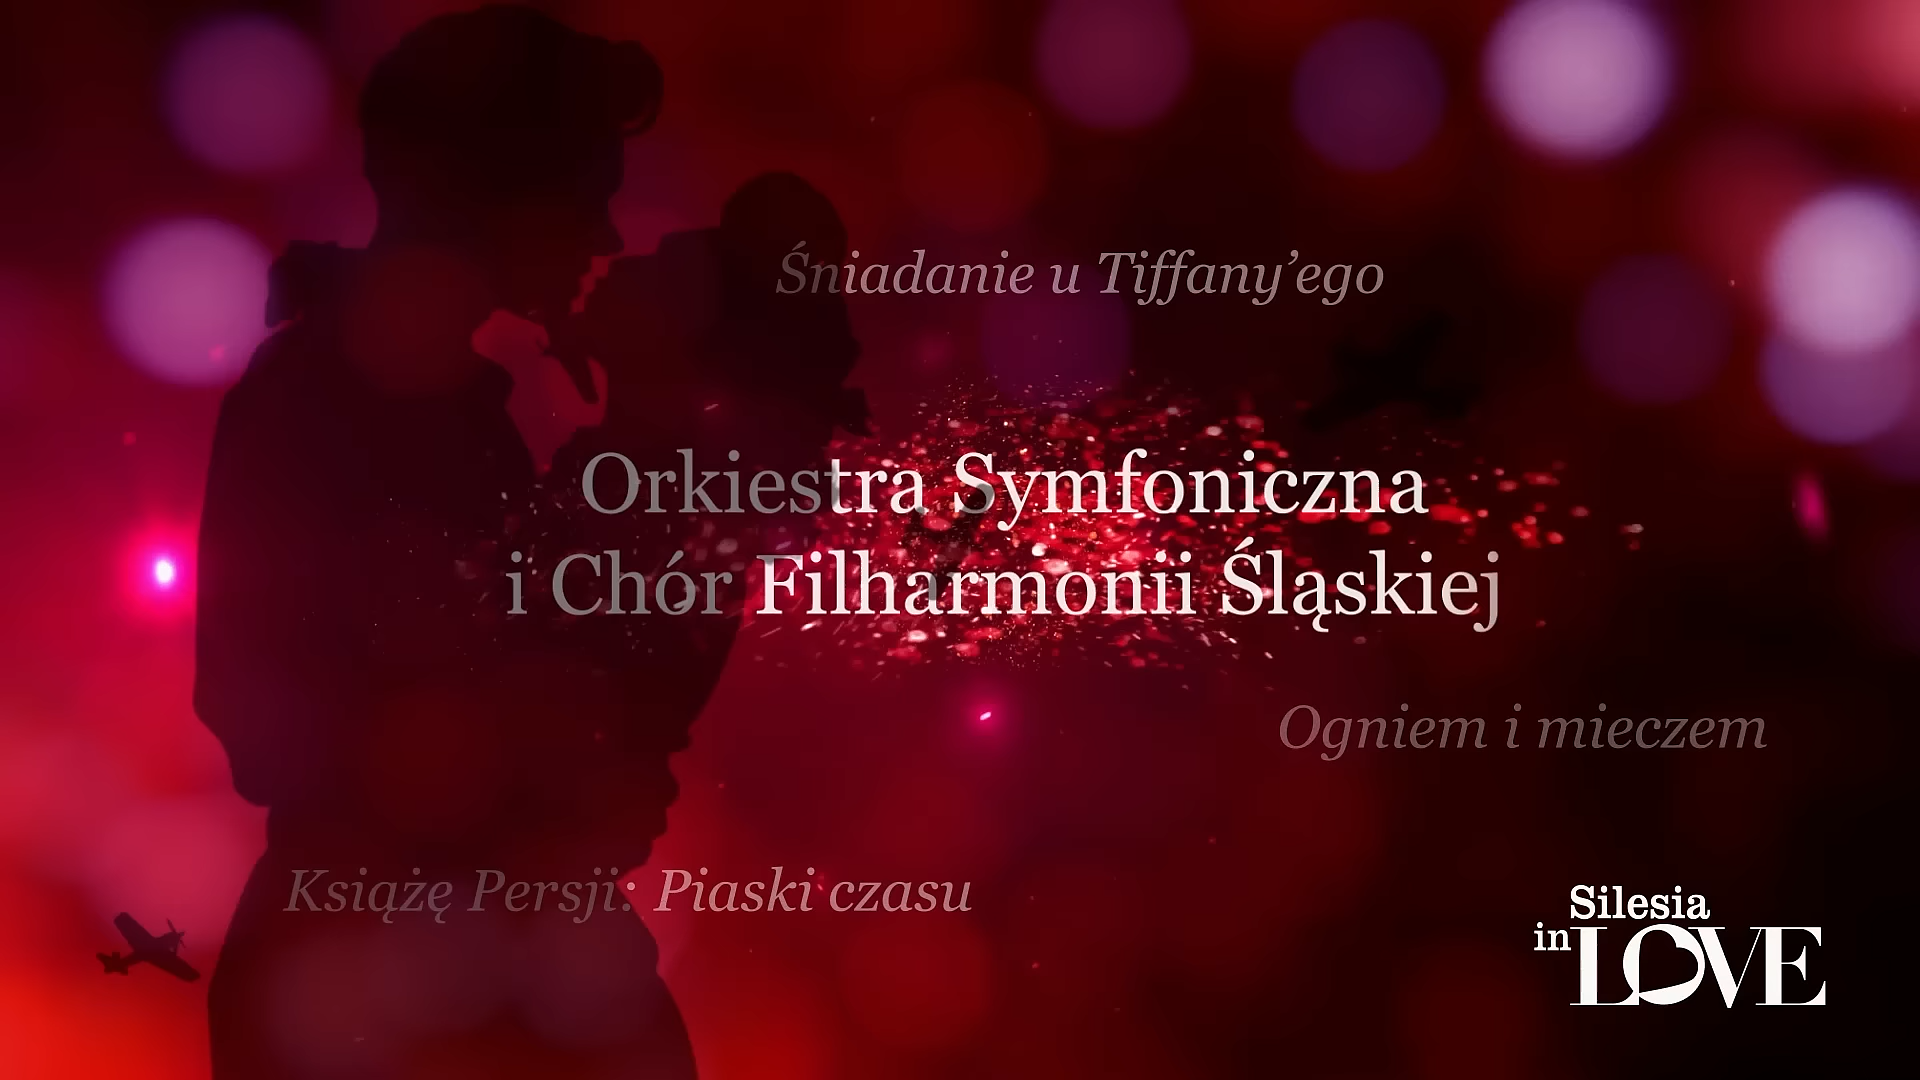 Śniadanie u Tiffany’ego
Orkiestra Symfoniczna
i Chór Filharmonii Śląskiej
Ogniem i mieczem
Książę Persji: Piaski czasu
Silesia
in LOVE